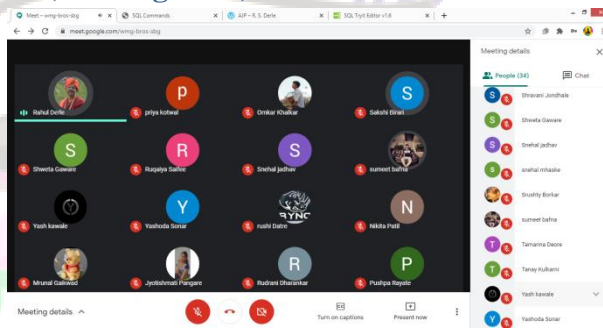 Meet – wmg-bros-sbg
SQL Commands
AJP – R. S. Derle
SQL Tryit Editor v1.6
meet.google.com/wmg-bros-sbg
Meeting details
People (34)
Chat
Rahul Derle
priya kotwal
Omkar Khalkar
Sakshi Birari
Shweta Gaware
Ruqaiya Saifee
Snehal jadhav
sumeet bafna
Yash kawale
Yashoda Sonar
rushi Datre
Nikita Patil
Mrunal Gaikwad
Jyotishmati Pangare
Rudrani Dharankar
Pushpa Rayate
P
S
S
R
S
RYNC
Y
N
R
P
S
Shravani Jondhale
S
Shweta Gaware
S
Snehal jadhav
S
snehal mhaske
Srushty Borkar
sumeet bafna
T
Tamanna Deore
T
Tanay Kulkarni
Yash kawale
Y
Yashoda Sonar
Meeting details
Turn on captions
Present now